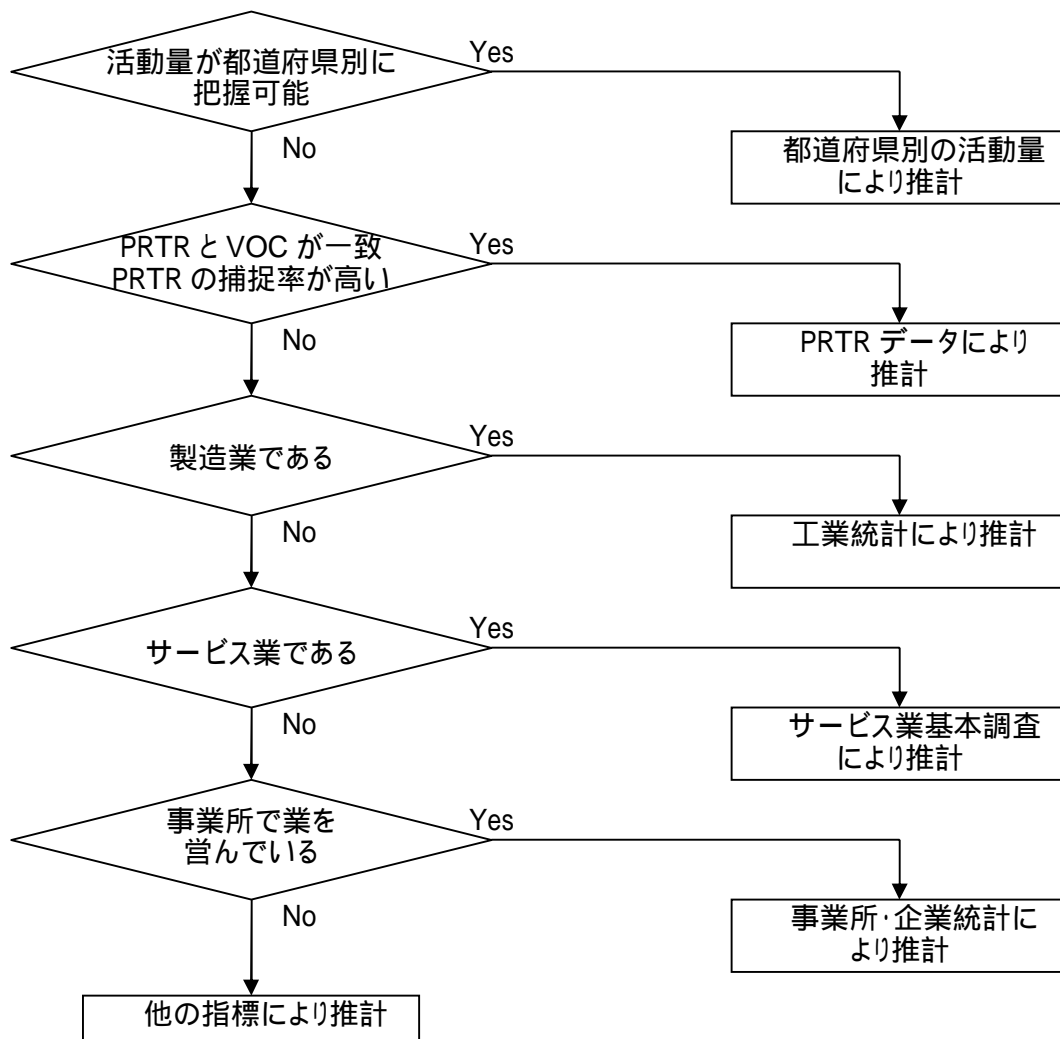 活動量が都道府県別に
把握可能
Yes
No
都道府県別の活動量
により推計
PRTR と VOC が一致
PRTR の捕捉率が高い
Yes
No
PRTR データにより
推計
製造業である
Yes
No
工業統計により推計
サービス業である
Yes
No
サービス業基本調査
により推計
事業所で業を
営んでいる
Yes
No
事業所・企業統計に
より推計
他の指標により推計